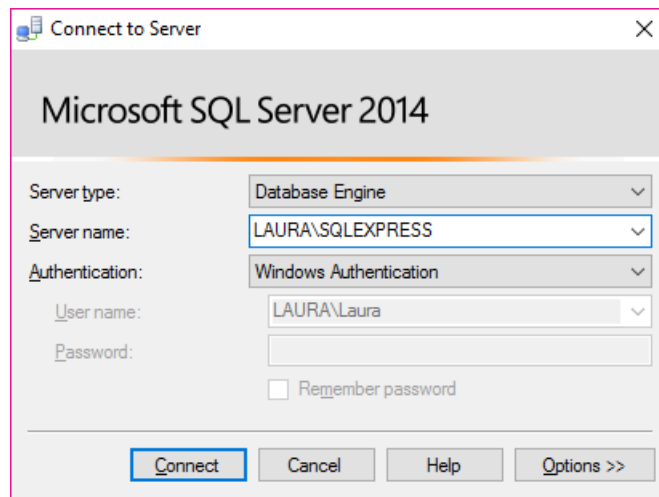 Connect to Server
Microsoft SQL Server 2014
Server type: Database Engine
Server name: LAURA\SQLEXPRESS
Authentication: Windows Authentication
User name: LAURA\Laura
Password:
Remember password
Connect Cancel Help Options >>